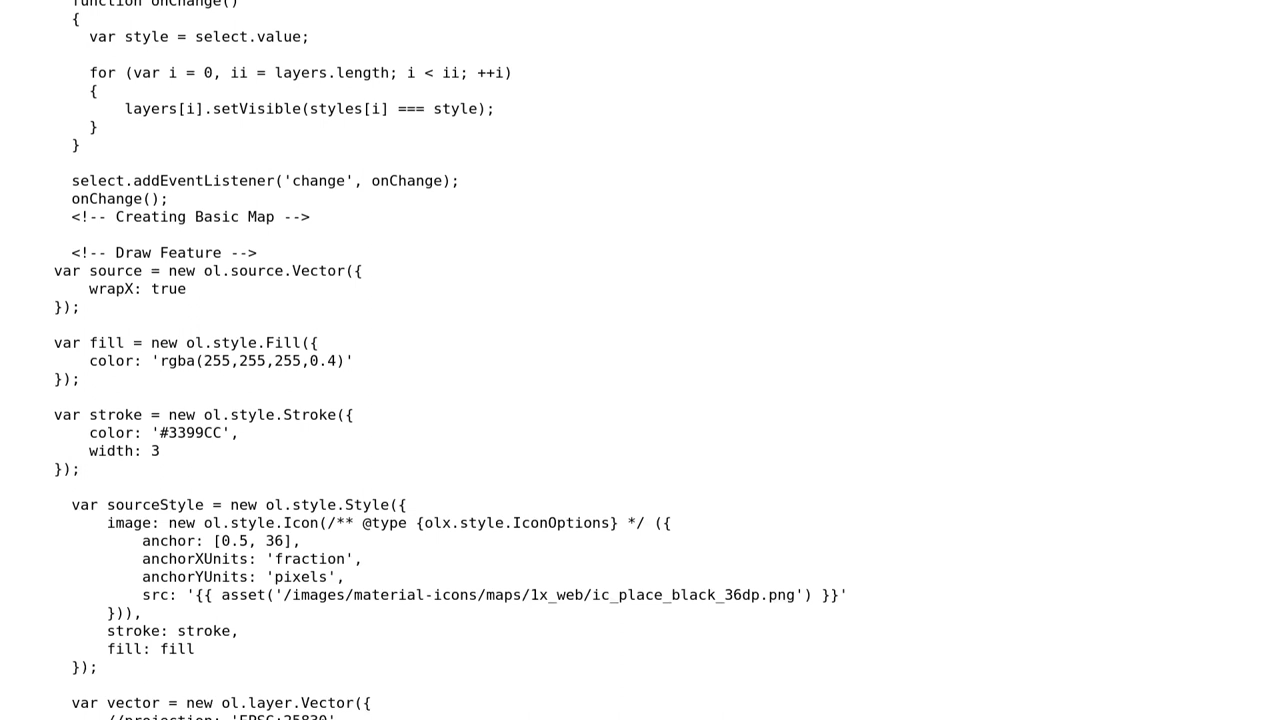 function onChange()
{
var style = select.value;
for (var i = 0, ii = layers.length; i < ii; ++i)
{
layers[i].setVisible(styles[i] === style);
}
}
select.addEventListener('change', onChange);
onChange();
<!-- Creating Basic Map -->
<!-- Draw Feature -->
var source = new ol.source.Vector({
wrapX: true
});
var fill = new ol.style.Fill({
color: 'rgba(255,255,255,0.4)'
});
var stroke = new ol.style.Stroke({
color: '#3399CC',
width: 3
});
var sourceStyle = new ol.style.Style({
image: new ol.style.Icon(/** @type {olx.style.IconOptions} */ ({
anchor: [0.5, 36],
anchorXUnits: 'fraction',
anchorYUnits: 'pixels',
src: '{{ asset('/images/material-icons/maps/1x_web/ic_place_black_36dp.png') }}'
})),
stroke: stroke,
fill: fill
});
var vector = new ol.layer.Vector({
//projection: 'EPSG:25830',